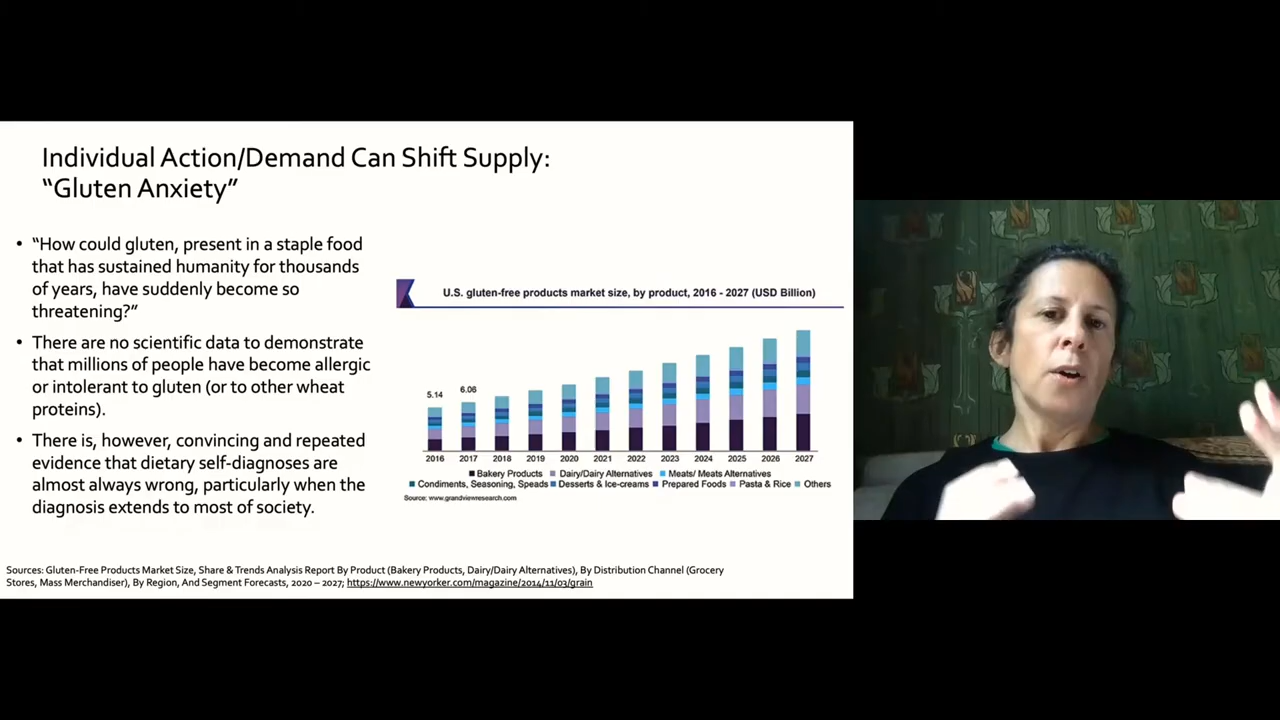 Individual Action/Demand Can Shift Supply:
“Gluten Anxiety”
• “How could gluten, present in a staple food
that has sustained humanity for thousands
of years, have suddenly become so
threatening?”
• There are no scientific data to demonstrate
that millions of people have become allergic
or intolerant to gluten (or to other wheat
proteins).
• There is, however, convincing and repeated
evidence that dietary self-diagnoses are
almost always wrong, particularly when the
diagnosis extends to most of society.
U.S. gluten-free products market size, by product, 2016 - 2027 (USD Billion)
5.14 6.06
2016 2017 2018 2019 2020 2021 2022 2023 2024 2025 2026 2027
Bakery Products Dairy/Dairy Alternatives Meats/ Meats Alternatives
Condiments, Seasoning, Speads Desserts & Ice-creams Prepared Foods Pasta & Rice Others
Source: www.grandviewresearch.com
Sources: Gluten-Free Products Market Size, Share & Trends Analysis Report By Product (Bakery Products, Dairy/Dairy Alternatives), By Distribution Channel (Grocery
Stores, Mass Merchandiser), By Region, And Segment Forecasts, 2020 – 2027; https://www.newyorker.com/magazine/2014/11/03/grain